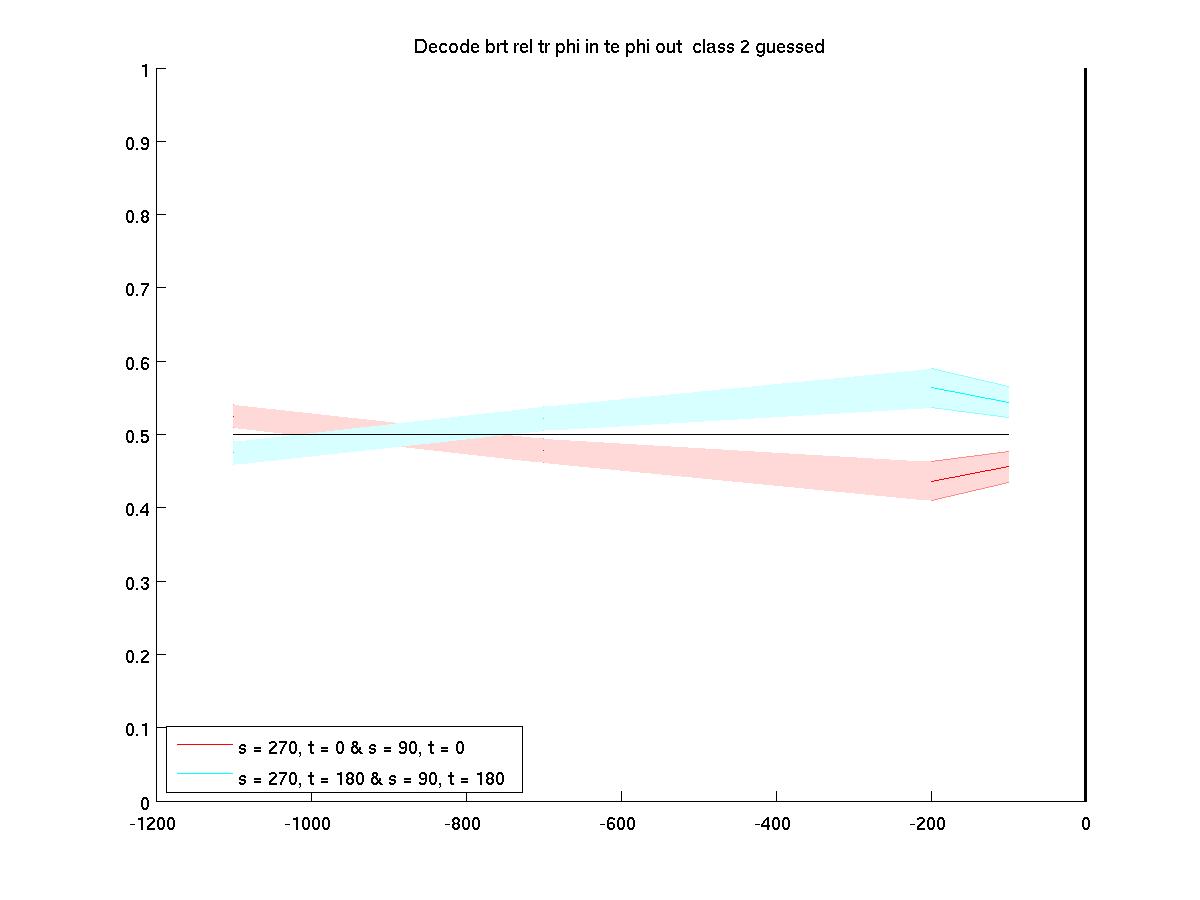 Decode brt rel tr phi in te phi out  class 2 guessed
1
0.9
0.8
0.7
0.6
0.5
0.4
0.3
0.2
0.1
0
s = 270, t = 0 & s = 90, t = 0
s = 270, t = 180 & s = 90, t = 180
-1200 -1000 -800 -600 -400 -200 0